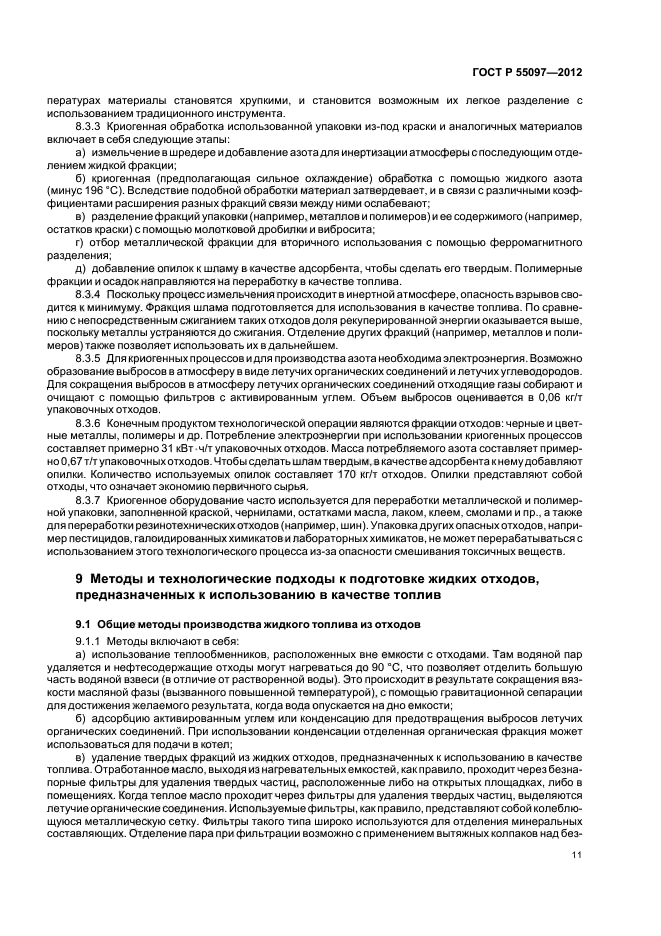 ГОСТ Р 55097—2012
пературах материалы становятся хрупкими, и становится возможным их легкое разделение с
использованием традиционного инструмента.
8.3.3 Криогенная обработка использованной упаковки из-под краски и аналогичных материалов
включает в себя следующие этапы:
а) измельчение в шредере и добавление азота для инертизации атмосферы с последующим отде-
лением жидкой фракции;
б) криогенная (предполагающая сильное охлаждение) обработка с помощью жидкого азота
(минус 196 °С). Вследствие подобной обработки материал затвердевает, и в связи с различными коэф-
фициентами расширения разных фракций связи между ними ослабевают;
в) разделение фракций упаковки (например, металлов и полимеров) и ее содержимого (например,
остатков краски) с помощью молотковой дробилки и вибросита;
г) отбор металлической фракции для вторичного использования с помощью ферромагнитного
разделения;
д) добавление опилок к шламу в качестве адсорбента, чтобы сделать его твердым. Полимерные
фракции и осадок направляются на переработку в качестве топлива.
8.3.4 Поскольку процесс измельчения происходит в инертной атмосфере, опасность взрывов сво-
дится к минимуму. Фракция шлама подготовляется для использования в качестве топлива. По сравне-
нию с непосредственным сжиганием таких отходов доля рекуперированной энергии оказывается выше,
поскольку металлы устраняются до сжигания. Отделение других фракций (например, металлов и поли-
меров) также позволяет использовать их в дальнейшем.
8.3.5 Для криогенных процессов и для производства азота необходима электроэнергия. Возможно
образование выбросов в атмосферу в виде летучих органических соединений и летучих углеводородов.
Для сокращения выбросов в атмосферу летучих органических соединений отходящие газы собирают и
очищают с помощью фильтров с активированным углем. Объем выбросов оценивается в 0,06 кг/т
упаковочных отходов.
8.3.6 Конечным продуктом технологической операции являются фракции отходов: черные и цвет-
ные металлы, полимеры и др. Потребление электроэнергии при использовании криогенных процессов
составляет примерно 31 кВт·ч/т упаковочных отходов. Масса потребляемого азота составляет пример-
но 0,67 т/т упаковочных отходов. Чтобы сделать шлам твердым, в качестве адсорбента к нему добавляют
опилки. Количество используемых опилок составляет 170 кг/т отходов. Опилки представляют собой
отходы, что означает экономию первичного сырья.
8.3.7 Криогенное оборудование часто используется для переработки металлической и полимер-
ной упаковки, заполненной краской, чернилами, остатками масла, лаком, клеем, смолами и пр., а также
для переработки резинотехнических отходов (например, шин). Упаковка других опасных отходов, напри-
мер пестицидов, галоидированных химикатов и лабораторных химикатов, не может перерабатываться с
использованием этого технологического процесса из-за опасности смешивания токсичных веществ.
9 Методы и технологические подходы к подготовке жидких отходов,
предназначенных к использованию в качестве топлив
9.1 Общие методы производства жидкого топлива из отходов
9.1.1 Методы включают в себя:
а) использование теплообменников, расположенных вне емкости с отходами. Там водяной пар
удаляется и нефтесодержащие отходы могут нагреваться до 90 °С, что позволяет отделить большую
часть водяной взвеси (в отличие от растворенной воды). Это происходит в результате сокращения вяз-
кости масляной фазы (вызванного повышенной температурой), с помощью гравитационной сепарации
для достижения желаемого результата, когда вода опускается на дно емкости;
б) адсорбцию активированным углем или конденсацию для предотвращения выбросов летучих
органических соединений. При использовании конденсации отделенная органическая фракция может
использоваться для подачи в котел;
в) удаление твердых фракций из жидких отходов, предназначенных к использованию в качестве
топлива. Отработанное масло, выходя из нагревательных емкостей, как правило, проходит через безна-
порные фильтры для удаления твердых частиц, расположенные либо на открытых площадках, либо в
помещениях. Когда теплое масло проходит через фильтры для удаления твердых частиц, выделяются
летучие органические соединения. Используемые фильтры, как правило, представляют собой колеблю-
щуюся металлическую сетку. Фильтры такого типа широко используются для отделения минеральных
составляющих. Отделение пара при фильтрации возможно с применением вытяжных колпаков над без-
11